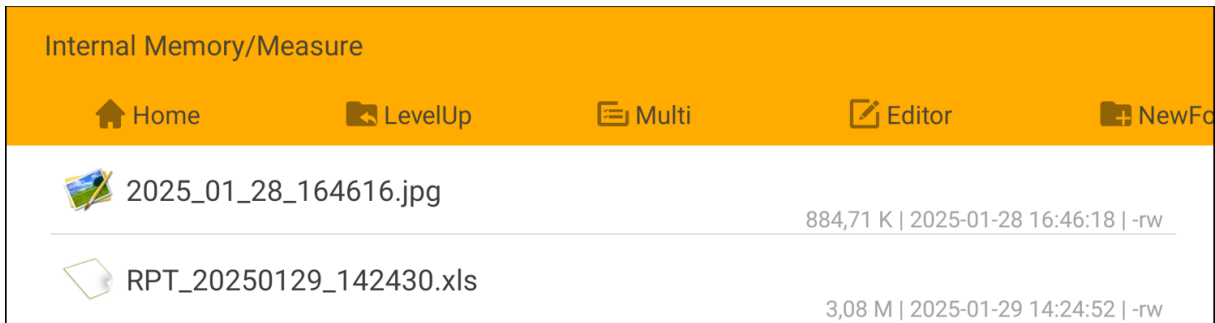 Internal Memory/Measure
Home LevelUp Multi Editor NewFo
2025_01_28_164616.jpg
884,71 K | 2025-01-28 16:46:18 | -rw
RPT_20250129_142430.xls
3,08 M | 2025-01-29 14:24:52 | -rw